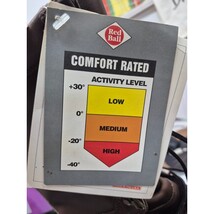 Red
Ball
COMFORT RATED
ACTIVITY LEVEL
+30°
LOW
0°
MEDIUM
-20°
HIGH
-40°